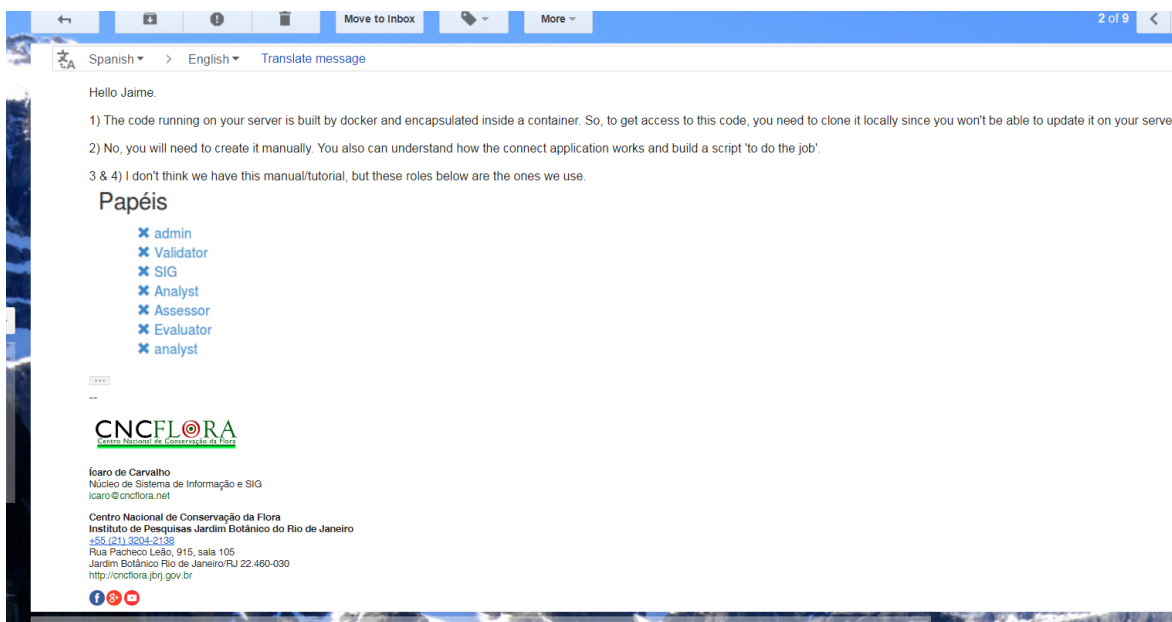 Move to Inbox
More
2 of 9
Spanish > English Translate message
Hello Jaime.
1) The code running on your server is built by docker and encapsulated inside a container. So, to get access to this code, you need to clone it locally since you won't be able to update it on your serve
2) No, you will need to create it manually. You also can understand how the connect application works and build a script 'to do the job'.
3 & 4) I don't think we have this manual/tutorial, but these roles below are the ones we use.
Papéis
admin
Validator
SIG
Analyst
Assessor
Evaluator
analyst
--
CNCFLORA
Centro Nacional de Conservação da Flora
Ícaro de Carvalho
Núcleo de Sistema de Informação e SIG
icaro@cncflora.net
Centro Nacional de Conservação da Flora
Instituto de Pesquisas Jardim Botânico do Rio de Janeiro
+55 (21) 3204-2138
Rua Pacheco Leão, 915, sala 105
Jardim Botânico Rio de Janeiro/RJ 22.460-030
http://cncflora.jbrj.gov.br